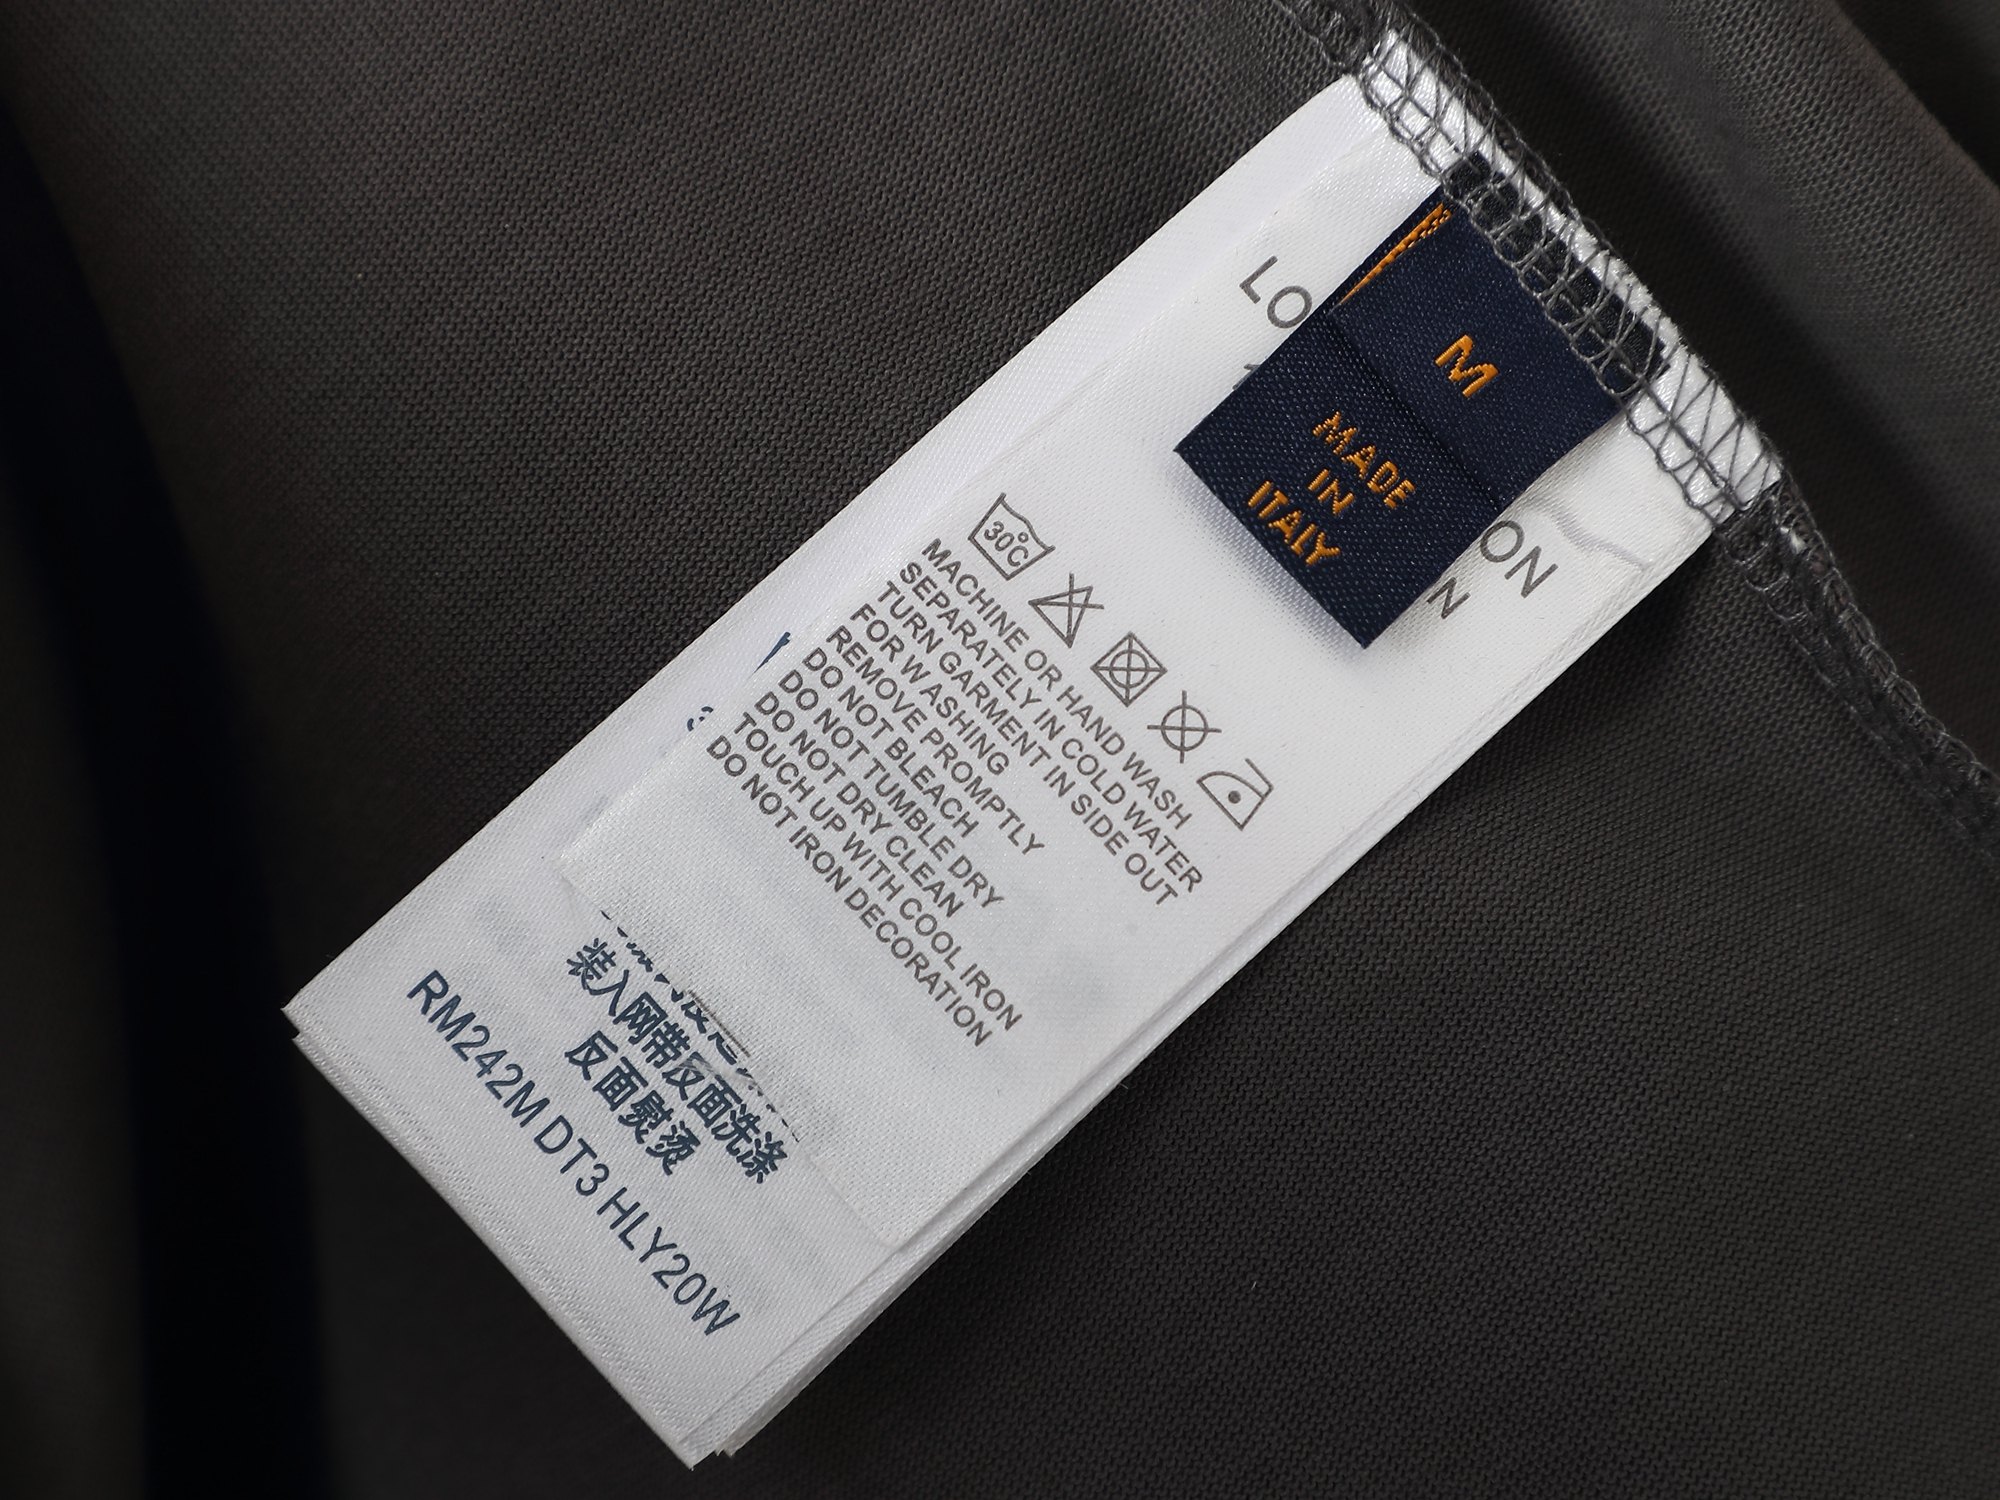 M
MADE
IN
ITALY
30°C
MACHINE OR HAND WASH
SEPARATELY IN COLD WATER
TURN GARMENT IN SIDE OUT
FOR WASHING
REMOVE PROMPTLY
DO NOT BLEACH
DO NOT TUMBLE DRY
DO NOT DRY CLEAN
TOUCH UP WITH COOL IRON
DO NOT IRON DECORATION
装入网带反面洗涤
反面熨烫
RM242M DT3 HLY20W